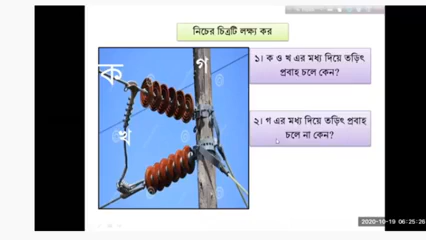 নিচের চিত্রটি লক্ষ্য কর
ক
গ
খ
১। ক ও খ এর মধ্য দিয়ে তড়িৎ
প্রবাহ চলে কেন?
২। গ এর মধ্য দিয়ে তড়িৎ প্রবাহ
চলে না কেন?
2020-10-19 06:25:26